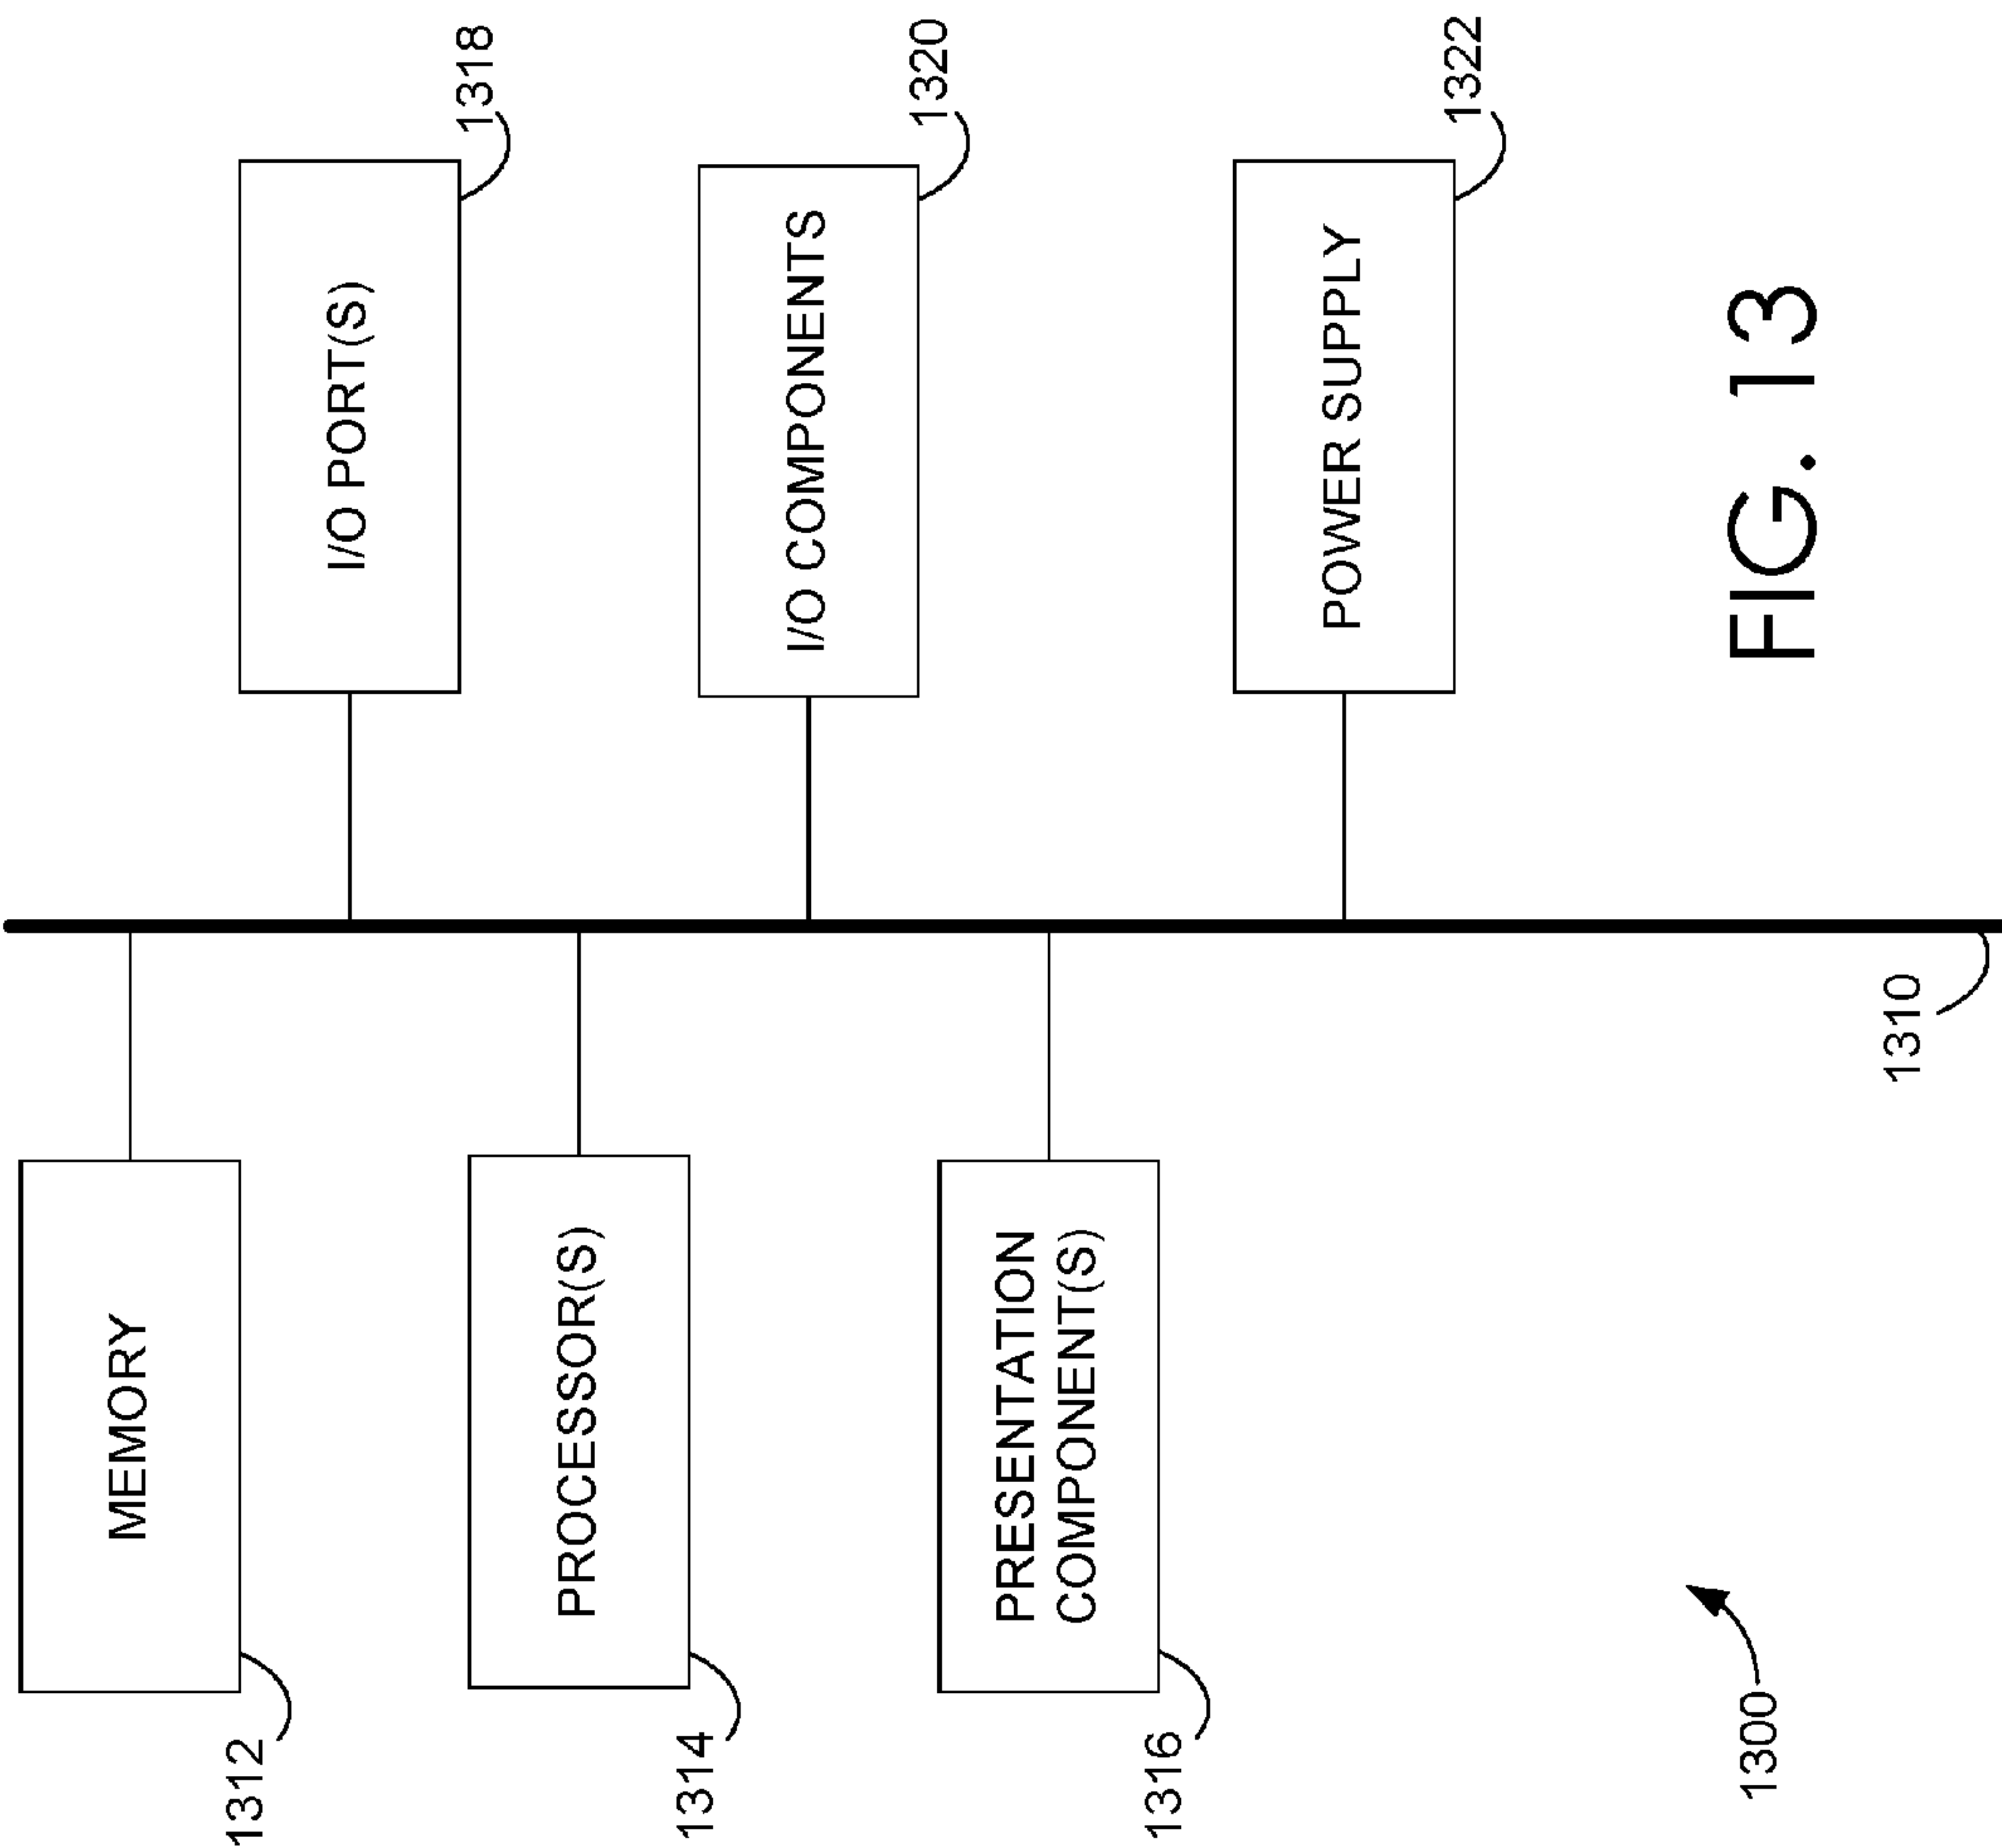 MEMORY
1312
I/O PORT(S)
1318
PROCESSOR(S)
1314
I/O COMPONENTS
1320
PRESENTATION
COMPONENT(S)
1316
POWER SUPPLY
1322
1300
FIG. 13
1310